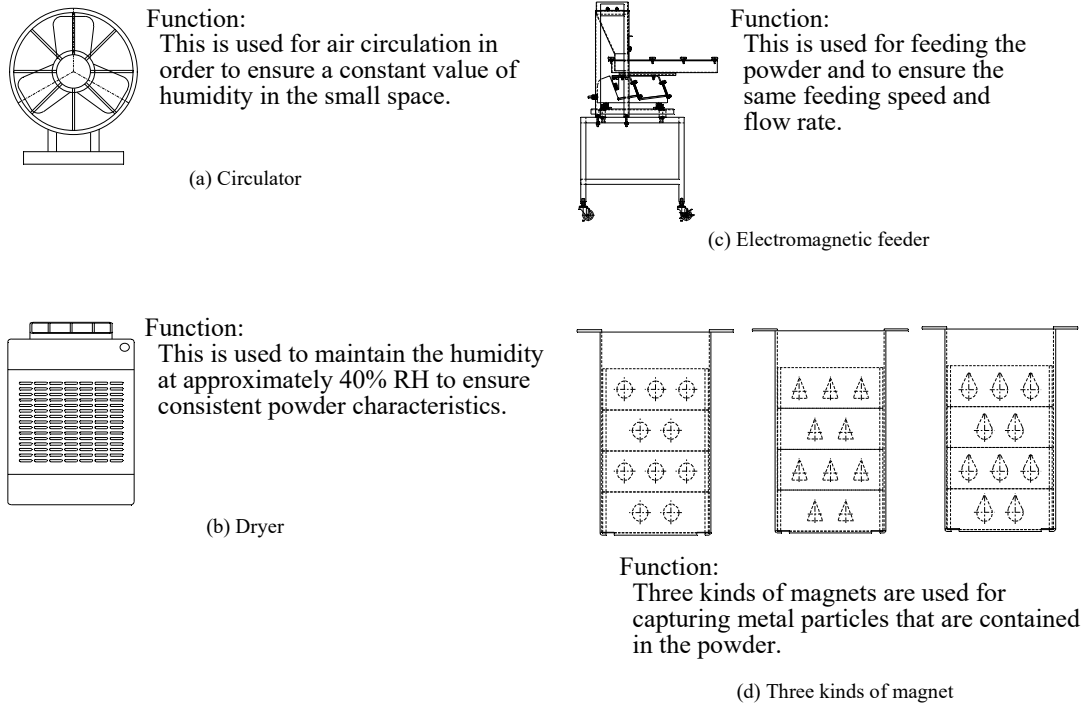 Function:
This is used for air circulation in
order to ensure a constant value of
humidity in the small space.
(a) Circulator
Function:
This is used for feeding the
powder and to ensure the
same feeding speed and
flow rate.
(c) Electromagnetic feeder
Function:
This is used to maintain the humidity
at approximately 40% RH to ensure
consistent powder characteristics.
(b) Dryer
Function:
Three kinds of magnets are used for
capturing metal particles that are contained
in the powder.
(d) Three kinds of magnet